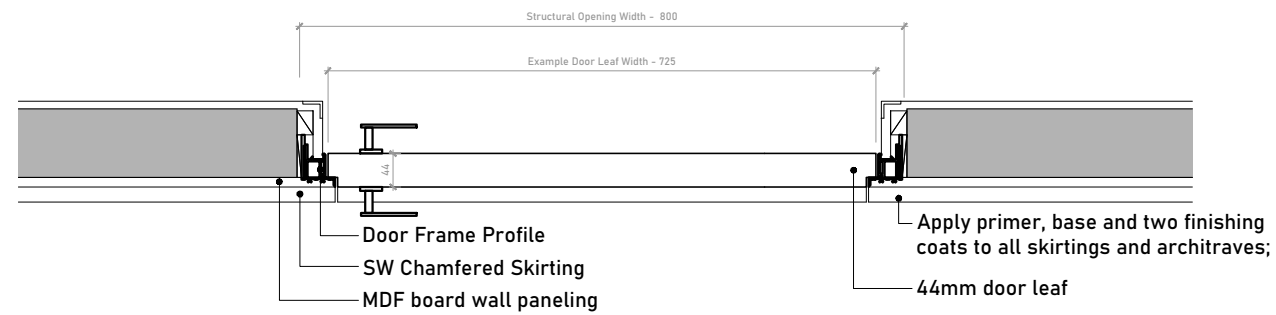 Structural Opening Width - 800
Example Door Leaf Width - 725
44
Door Frame Profile
SW Chamfered Skirting
MDF board wall paneling
Apply primer, base and two finishing
coats to all skirtings and architraves;
44mm door leaf